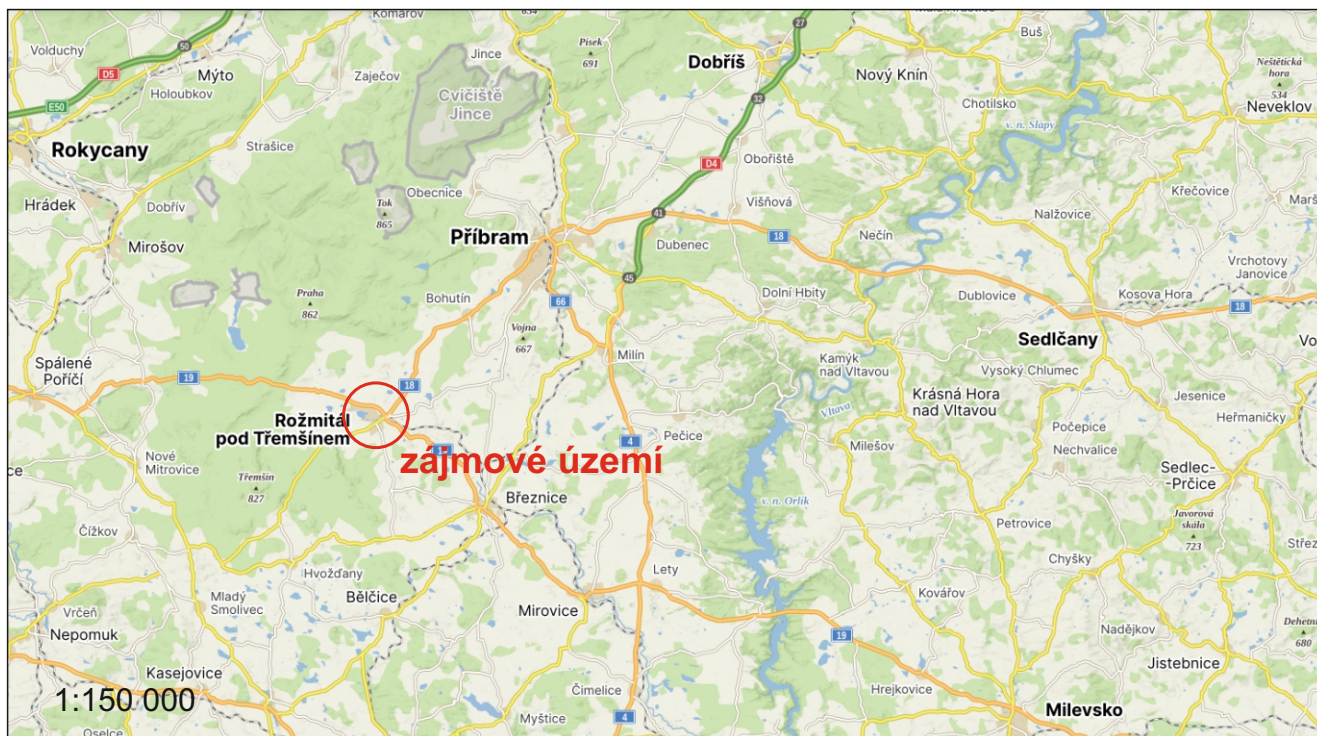 Komárov
Jince
Písek
691
27
Buš
Volduchy
50
D5
Mýto
Holoubkov
Zaječov
Cvičiště
Jince
Dobříš
Nový Knín
Neštětická
hora
534
Neveklov
E50
32
Chotilsko
v. n. Slapy
Rokycany
Strašice
D4
Obořiště
Hrádek
Dobřív
Tok
865
Obecnice
41
Višňová
Křečovice
Nalžovice
Mirošov
Příbram
Dubenec
18
Nečín
45
Vrchotovy
Janovice
Praha
862
Bohutín
66
Dolní Hbity
Dublovice
Kosova Hora
18
Vojna
667
Sedlčany
Spálené
Poříčí
Milín
Kamýk
nad Vltavou
Vysoký Chlumec
19
18
Krásná Hora
nad Vltavou
Jesenice
Rožmitál
pod Třemšínem
Vltava
Heřmaničky
4
Pečice
Milešov
Počepice
Nechvalice
zájmové území
Nové
Mitrovice
Třemšín
827
Březnice
v. n. Orlík
Sedlec-
-Prčice
Čížkov
Petrovice
Javorová
skála
723
Hvožďany
Lety
Chyšky
Mladý
Smolivec
Bělčice
Kovářov
Vrčeň
Nepomuk
Mirovice
19
Nadějkov
680
Kasejovice
Jistebnice
1:150 000
Čimelice
Hrejkovice
Myštice
4
Milevsko
Oselce